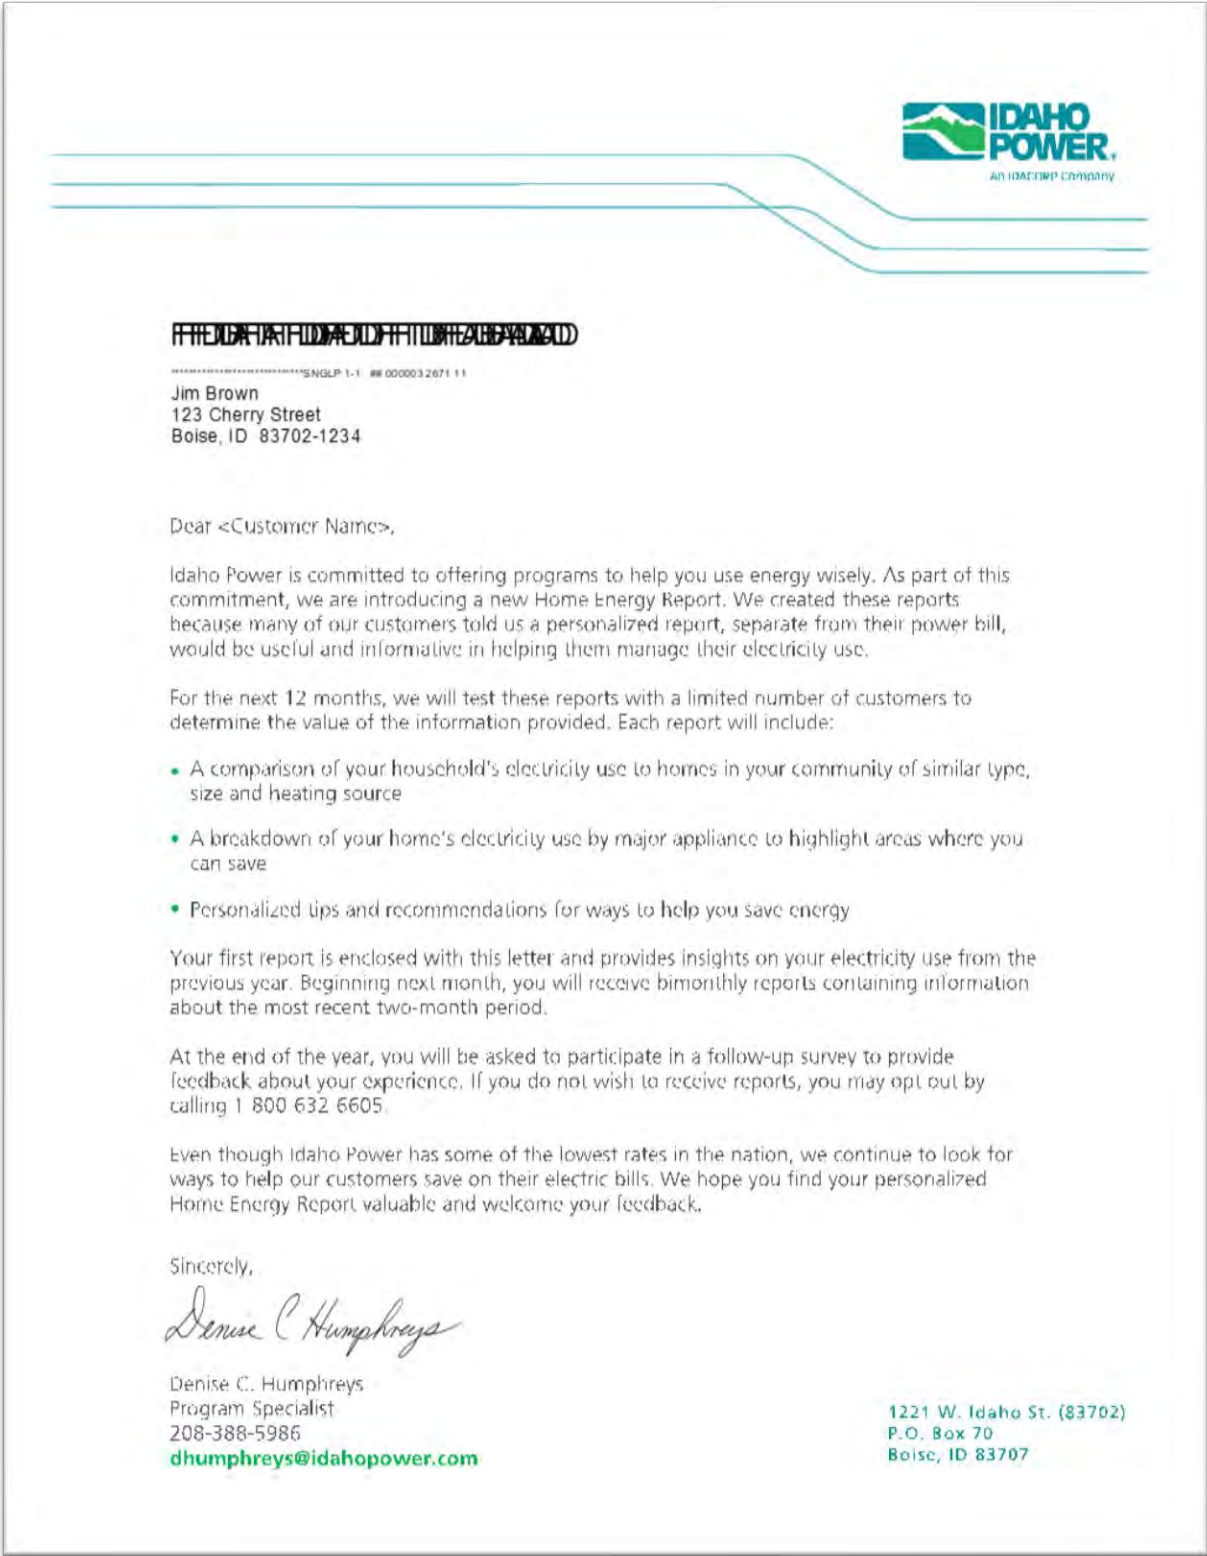 IDAHO
POWER®
An IDACORP Company
SNGLP 1-1 ## 0000032671 11
Jim Brown
123 Cherry Street
Boise, ID 83702-1234
Dear <Customer Name>,
Idaho Power is committed to offering programs to help you use energy wisely. As part of this
commitment, we are introducing a new Home Energy Report. We created these reports
because many of our customers told us a personalized report, separate from their power bill,
would be useful and informative in helping them manage their electricity use.
For the next 12 months, we will test these reports with a limited number of customers to
determine the value of the information provided. Each report will include:
• A comparison of your household's electricity use to homes in your community of similar type,
size and heating source
• A breakdown of your home's electricity use by major appliance to highlight areas where you
can save
• Personalized tips and recommendations for ways to help you save energy
Your first report is enclosed with this letter and provides insights on your electricity use from the
previous year. Beginning next month, you will receive bimonthly reports containing information
about the most recent two-month period.
At the end of the year, you will be asked to participate in a follow-up survey to provide
feedback about your experience. If you do not wish to receive reports, you may opt out by
calling 1 800 632 6605.
Even though Idaho Power has some of the lowest rates in the nation, we continue to look for
ways to help our customers save on their electric bills. We hope you find your personalized
Home Energy Report valuable and welcome your feedback.
Sincerely,
Denise C Humphreys
Denise C. Humphreys
Program Specialist
208-388-5986
dhumphreys@idahopower.com
1221 W. Idaho St. (83702)
P.O. Box 70
Boise, ID 83707